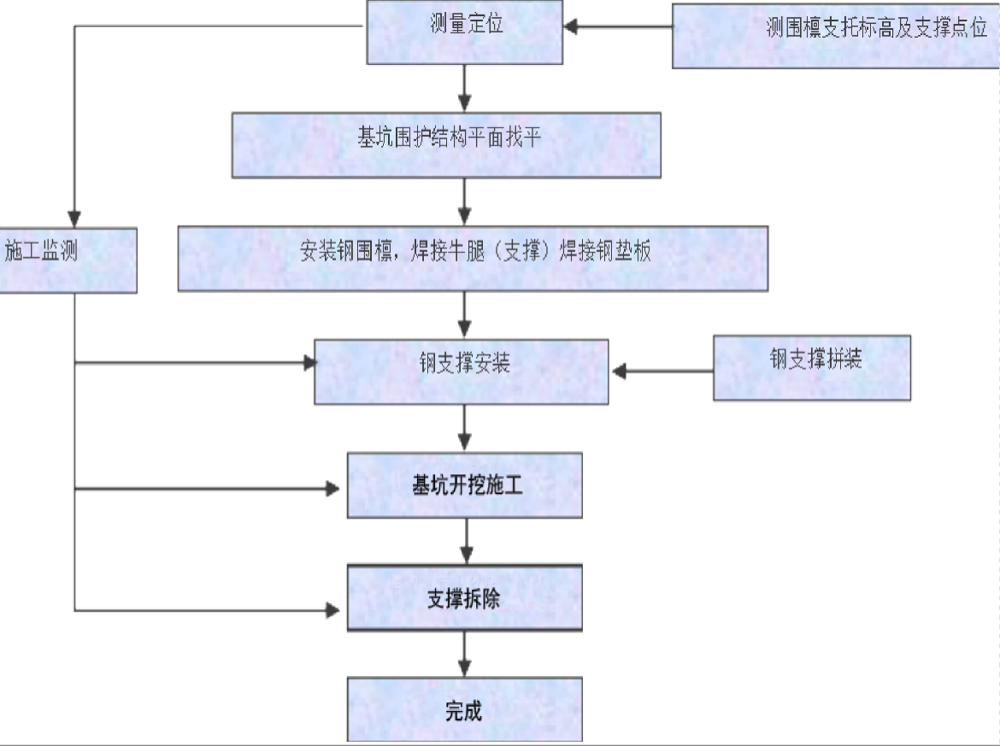 测量定位
测围檩支托标高及支撑点位
基坑围护结构平面找平
施工监测
安装钢围檩，焊接牛腿（支撑）焊接钢垫板
钢支撑安装
钢支撑拼装
基坑开挖施工
支撑拆除
完成